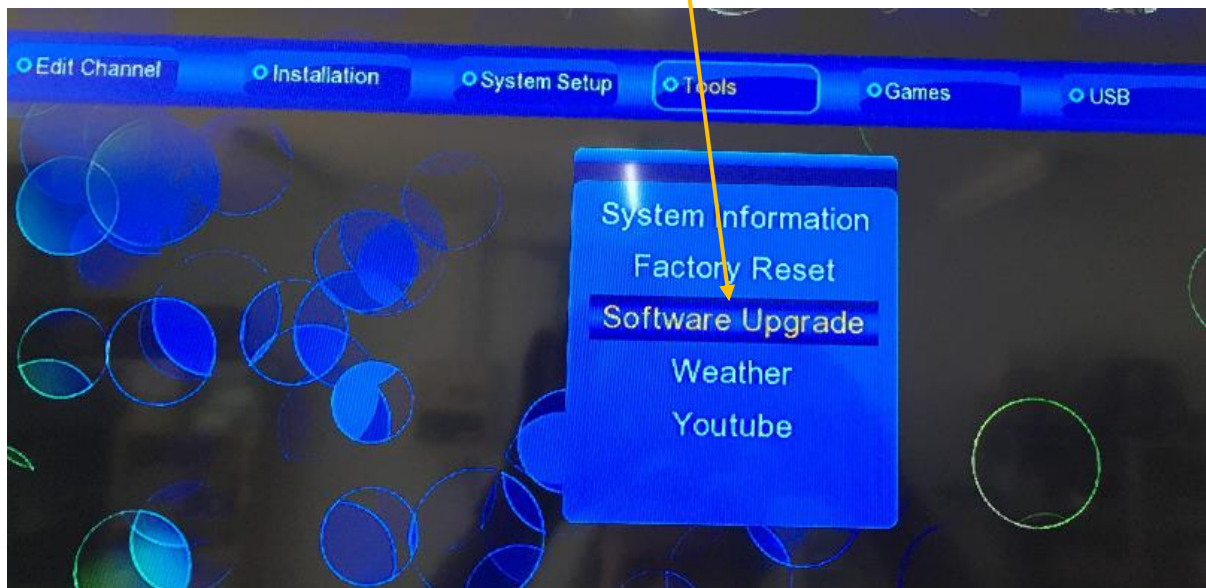 Edit Channel
Installation
System Setup
Tools
Games
USB
System Information
Factory Reset
Software Upgrade
Weather
Youtube